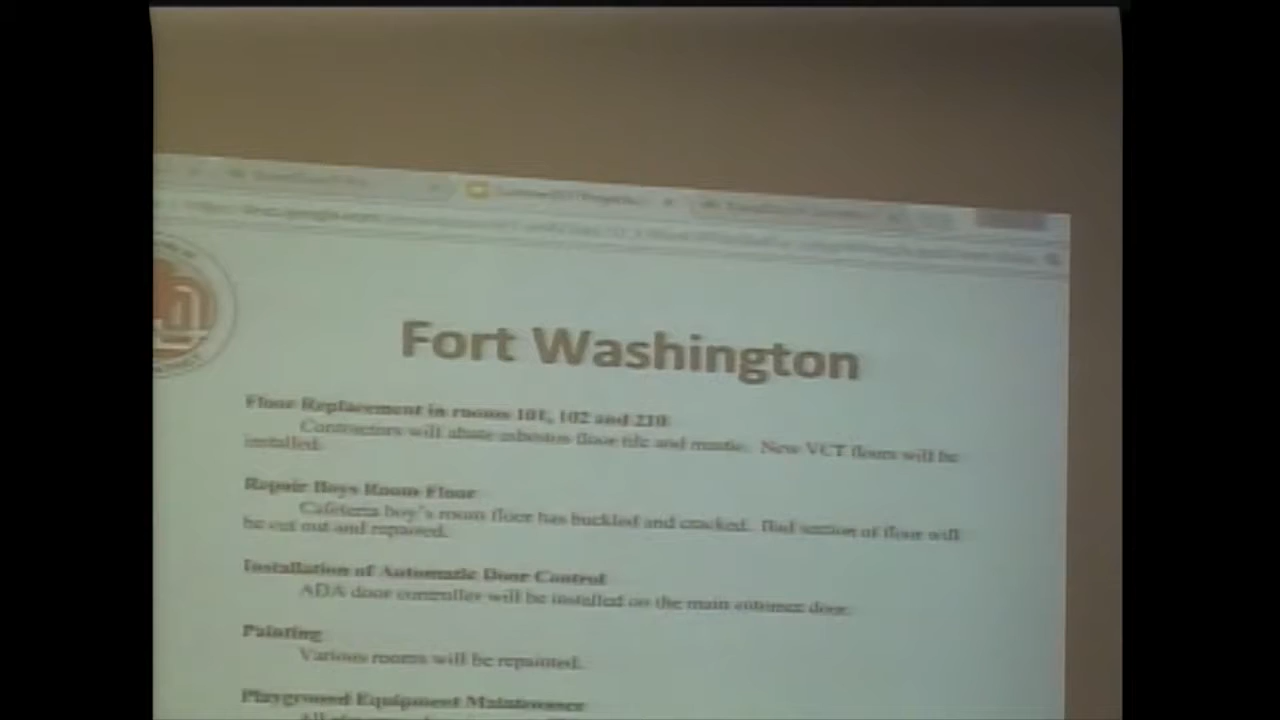 Fort Washington
Floor Replacement in rooms 101, 102 and 210
Contractors will abate asbestos floor tile and mastic. New VCT floors will be
installed.
Repair Boys Room Floor
Cafeteria boy's room floor has buckled and cracked. Bad section of floor will
be cut out and repaired.
Installation of Automatic Door Control
ADA door controller will be installed on the main entrance door.
Painting
Various rooms will be repainted.
Playground Equipment Maintenance